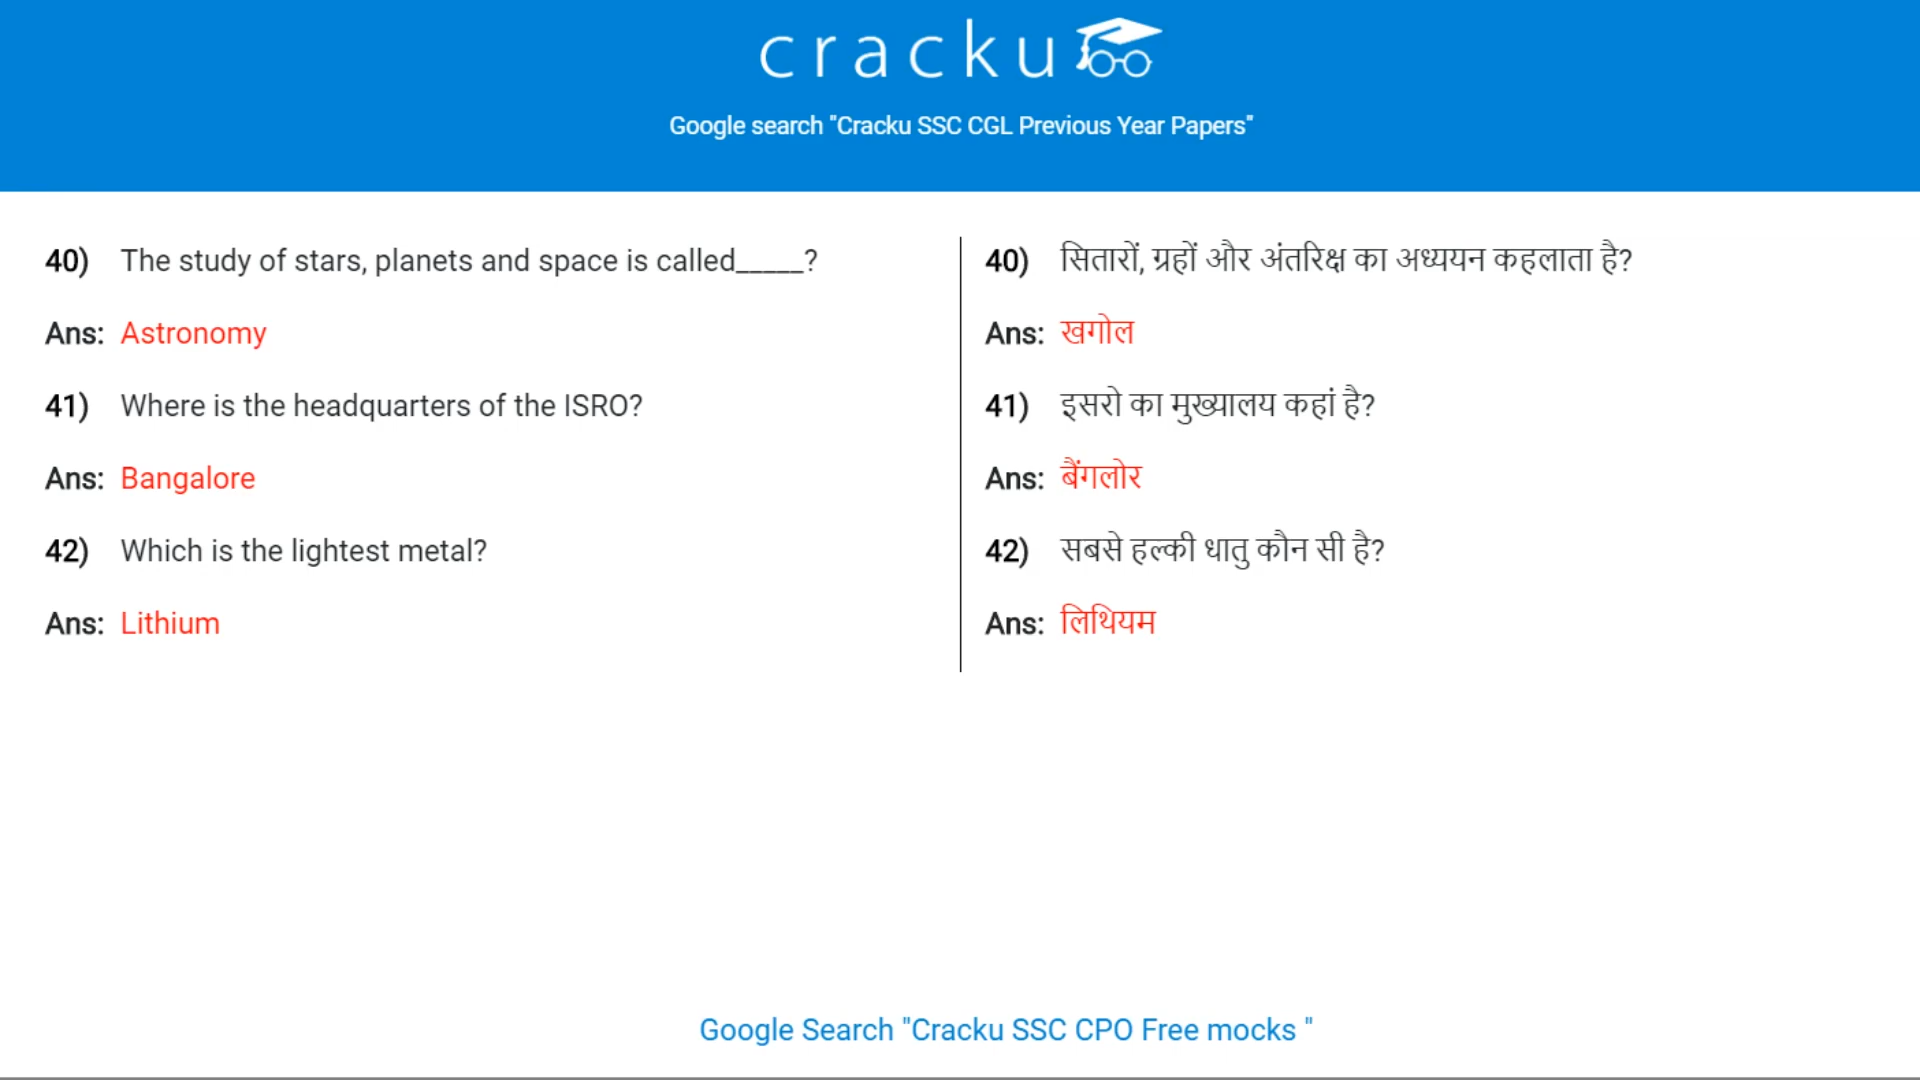 cracku
Google search "Cracku SSC CGL Previous Year Papers"
40) The study of stars, planets and space is called_____?
Ans: Astronomy
41) Where is the headquarters of the ISRO?
Ans: Bangalore
42) Which is the lightest metal?
Ans: Lithium
40) सितारों, ग्रहों और अंतरिक्ष का अध्ययन कहलाता है?
Ans: खगोल
41) इसरो का मुख्यालय कहां है?
Ans: बैंगलोर
42) सबसे हल्की धातु कौन सी है?
Ans: लिथियम
Google Search "Cracku SSC CPO Free mocks "